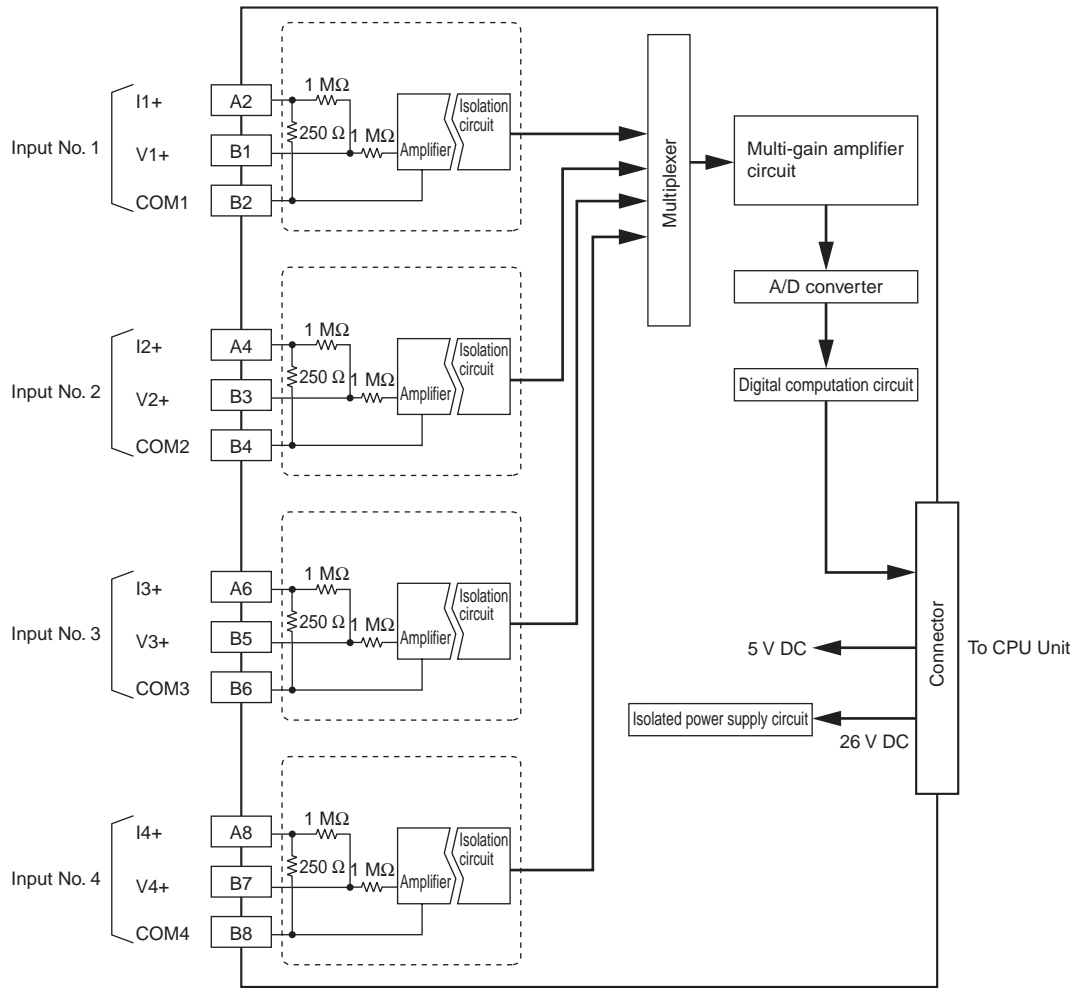 Input No. 1
I1+
V1+
COM1
A2
B1
B2
1 MΩ
250 Ω
1 MΩ
Amplifier
Isolation
circuit
Input No. 2
I2+
V2+
COM2
A4
B3
B4
1 MΩ
250 Ω
1 MΩ
Amplifier
Isolation
circuit
Input No. 3
I3+
V3+
COM3
A6
B5
B6
1 MΩ
250 Ω
1 MΩ
Amplifier
Isolation
circuit
Input No. 4
I4+
V4+
COM4
A8
B7
B8
1 MΩ
250 Ω
1 MΩ
Amplifier
Isolation
circuit
Multiplexer
Multi-gain amplifier
circuit
A/D converter
Digital computation circuit
Connector
To CPU Unit
5 V DC
Isolated power supply circuit
26 V DC